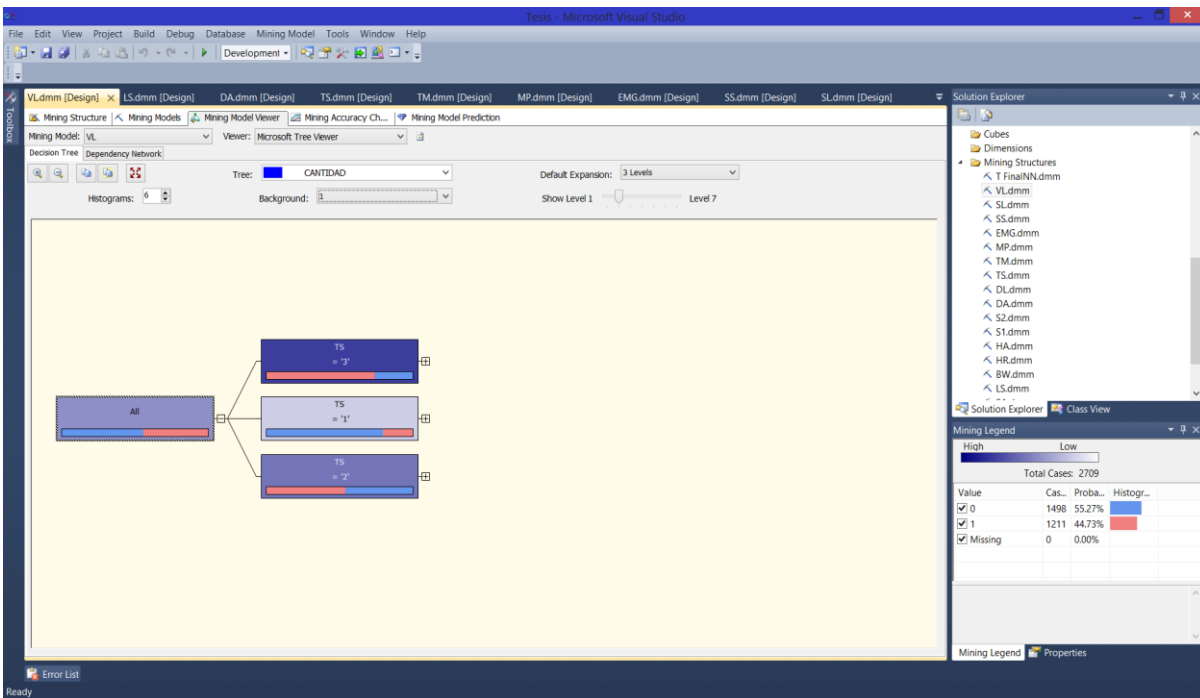 Tesis - Microsoft Visual Studio
File Edit View Project Build Debug Database Mining Model Tools Window Help
Development
Toolbox
VL.dmm [Design] LS.dmm [Design] DA.dmm [Design] TS.dmm [Design] TM.dmm [Design] MP.dmm [Design] EMG.dmm [Design] SS.dmm [Design] SL.dmm [Design]
Mining Structure Mining Models Mining Model Viewer Mining Accuracy Ch... Mining Model Prediction
Mining Model: VL Viewer: Microsoft Tree Viewer
Decision Tree Dependency Network
Tree: CANTIDAD Default Expansion: 3 Levels
Histograms: 6 Background: 1 Show Level 1 Level 7
TS
= '3'
All
TS
= '1'
TS
= '2'
Solution Explorer
Cubes
Dimensions
Mining Structures
T FinalNN.dmm
VL.dmm
SL.dmm
SS.dmm
EMG.dmm
MP.dmm
TM.dmm
TS.dmm
DL.dmm
DA.dmm
S2.dmm
S1.dmm
HA.dmm
HR.dmm
BW.dmm
LS.dmm
Solution Explorer Class View
Mining Legend
High Low
Total Cases: 2709
Value Cas... Proba... Histogr...
0 1498 55.27%
1 1211 44.73%
Missing 0 0.00%
Mining Legend Properties
Error List
Ready